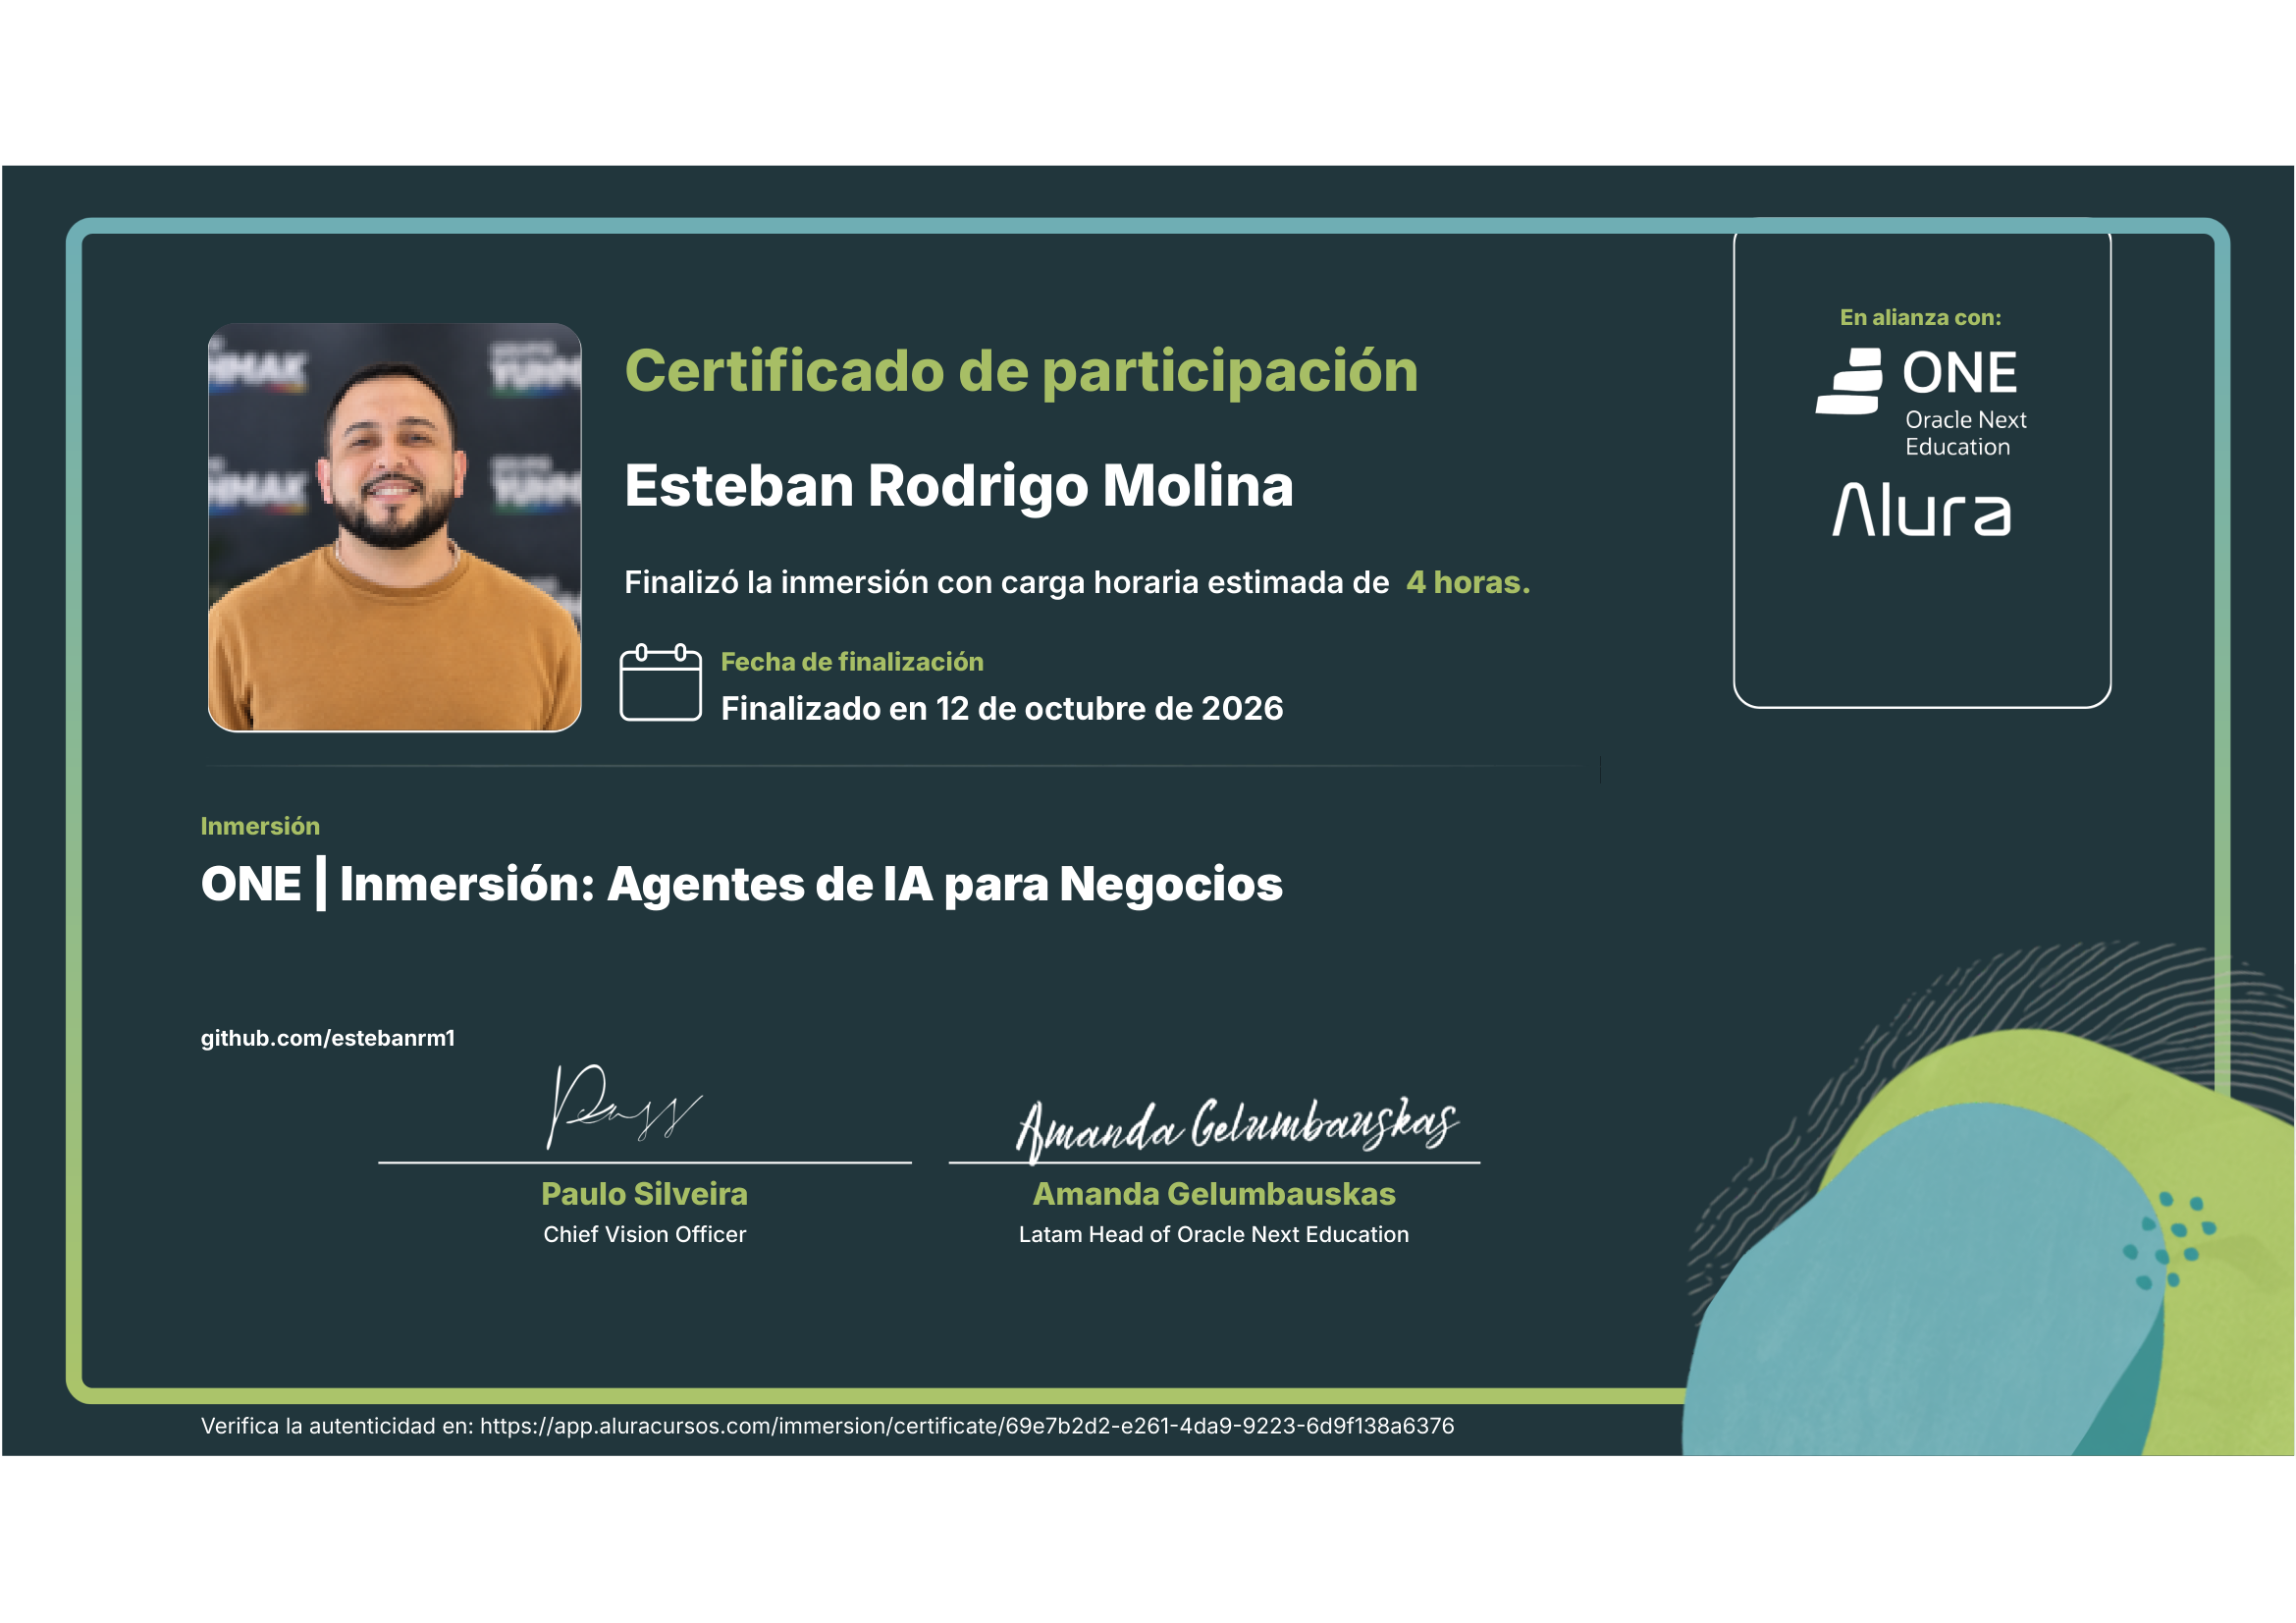 Certificado de participación
Esteban Rodrigo Molina
Finalizó la inmersión con carga horaria estimada de 4 horas.
Fecha de finalización
Finalizado en 12 de octubre de 2026
En alianza con:
ONE
Oracle Next
Education
Alura
Inmersión
ONE | Inmersión: Agentes de IA para Negocios
github.com/estebanrm1
Amanda Gelumbauskas
Paulo Silveira
Chief Vision Officer
Amanda Gelumbauskas
Latam Head of Oracle Next Education
Verifica la autenticidad en: https://app.aluracursos.com/immersion/certificate/69e7b2d2-e261-4da9-9223-6d9f138a6376